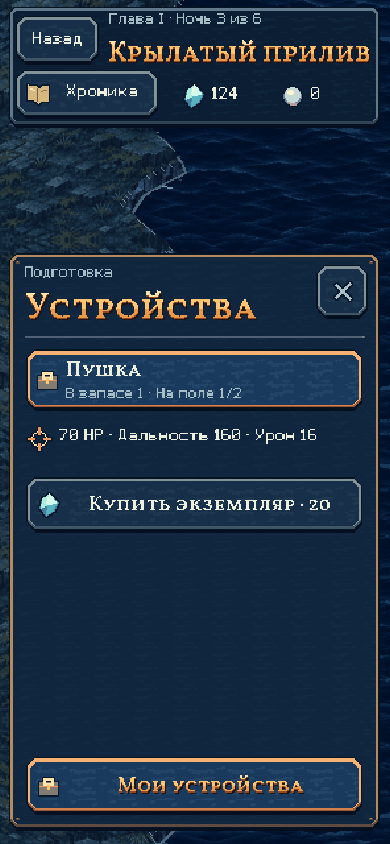 Глава I · Ночь 3 из 6
Назад
Крылатый прилив
Хроника
124
0
Подготовка
Устройства
Пушка
В запасе 1 · На поле 1/2
70 HP · Дальность 160 · Урон 16
Купить экземпляр · 20
Мои устройства